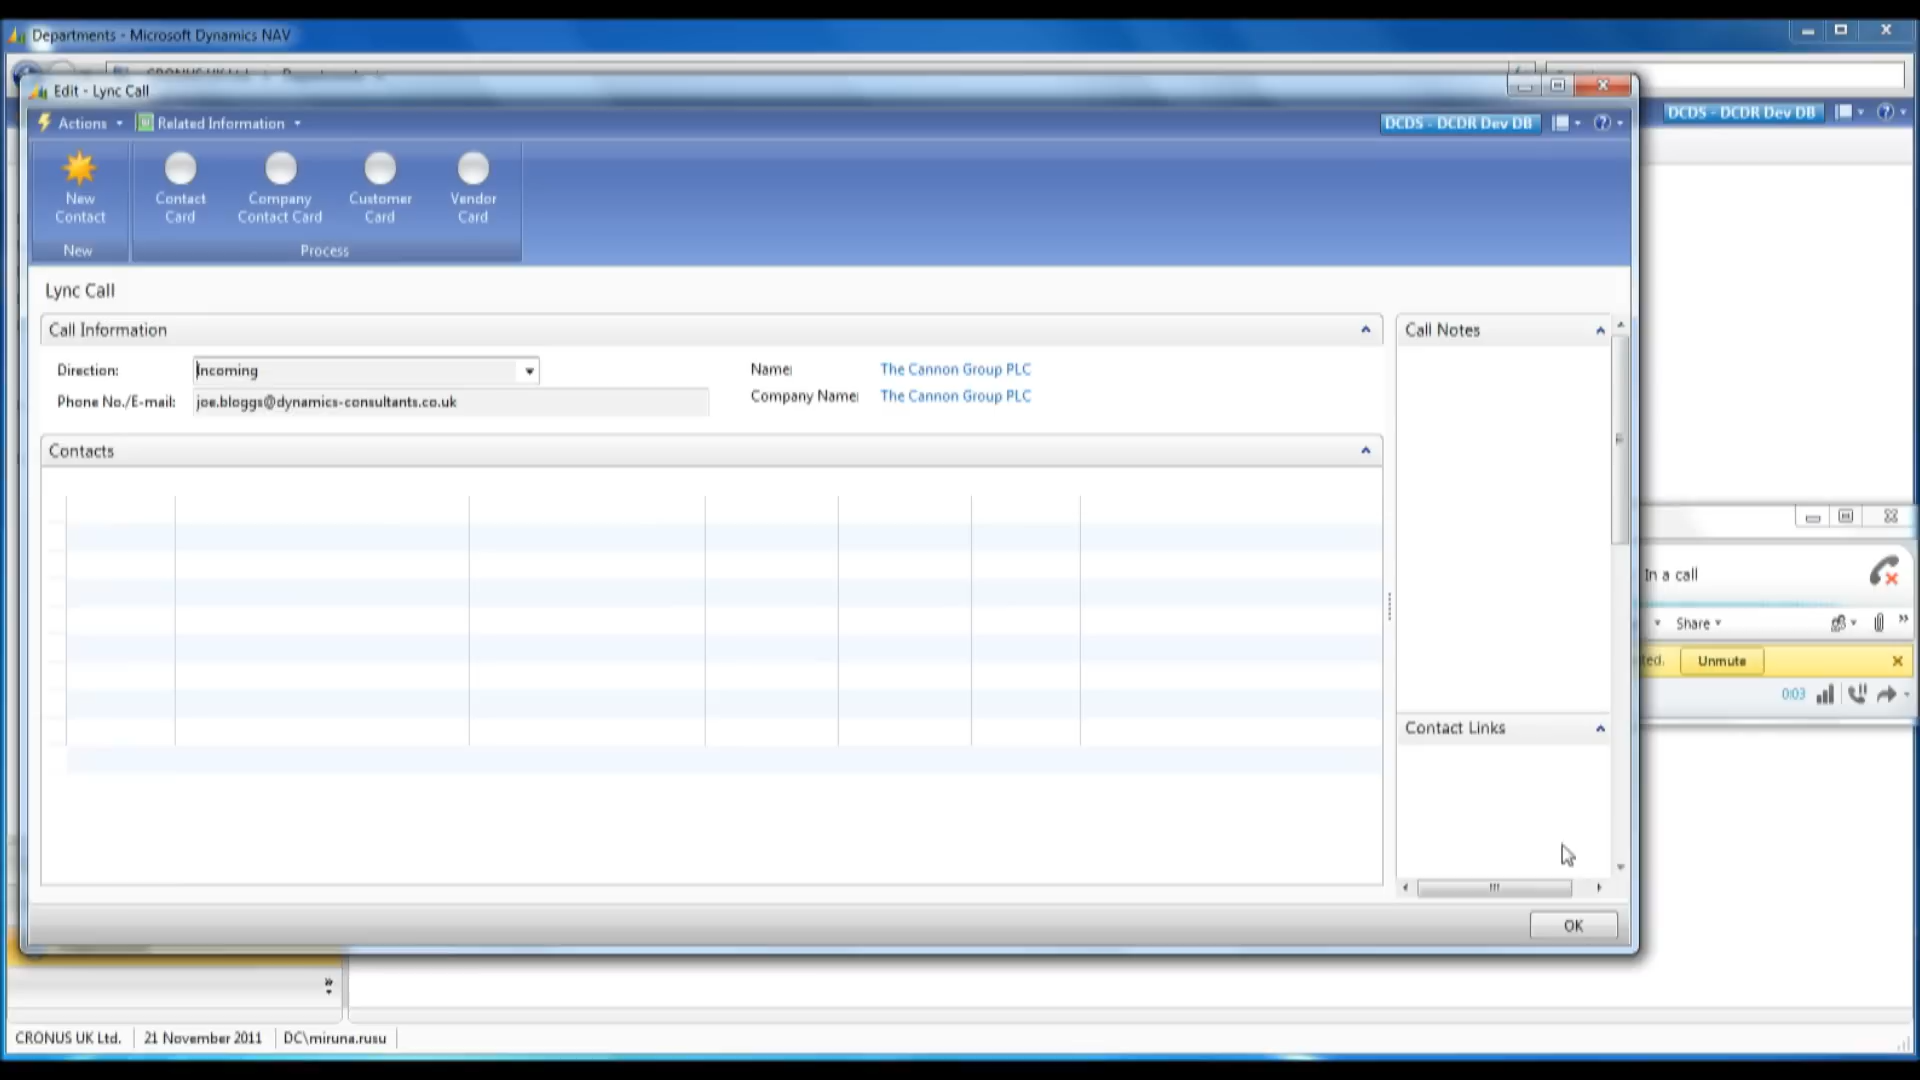 Departments - Microsoft Dynamics NAV
Edit - Lync Call
Actions
Related Information
DCDS - DCDR Dev DB
DCDS - DCDR Dev DB
New Contact
Contact Card
Company Contact Card
Customer Card
Vendor Card
New
Process
Lync Call
Call Information
Direction:
Incoming
Name:
The Cannon Group PLC
Phone No./E-mail:
joe.bloggs@dynamics-consultants.co.uk
Company Name:
The Cannon Group PLC
Contacts
Call Notes
Contact Links
In a call
Share
Unmute
0:03
OK
CRONUS UK Ltd.
21 November 2011
DC\miruna.rusu